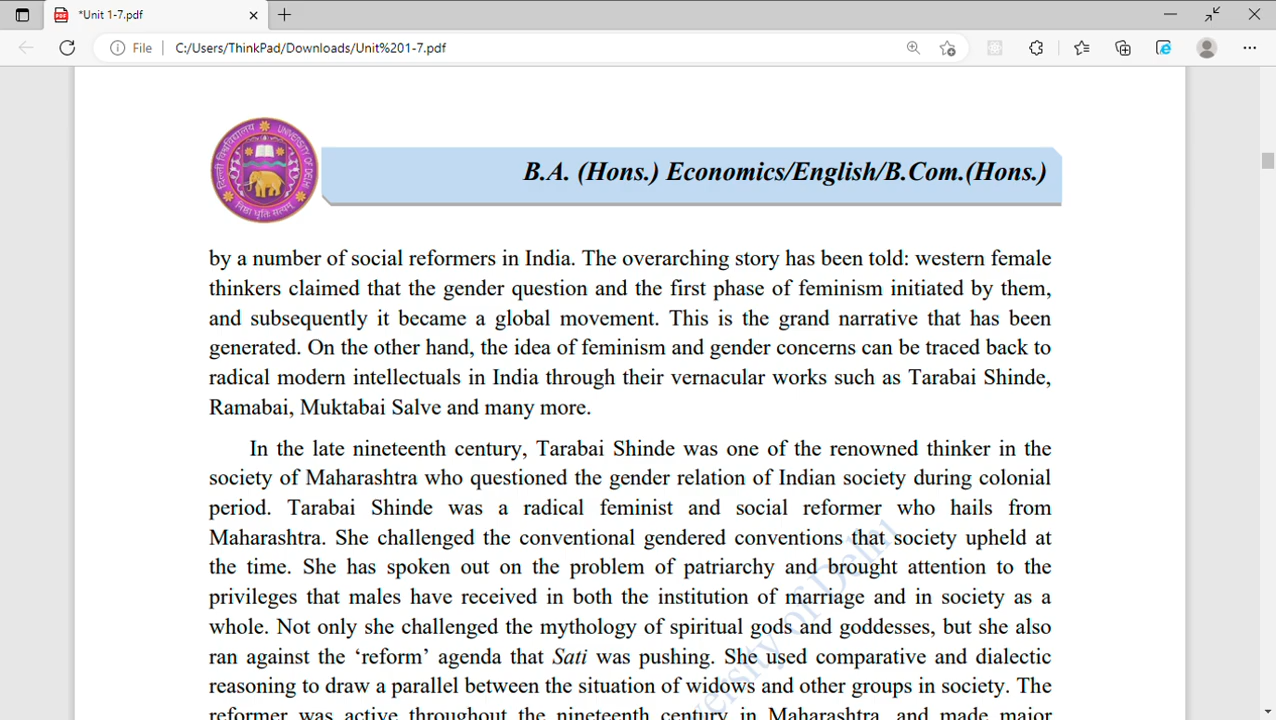 *Unit 1-7.pdf
File C:/Users/ThinkPad/Downloads/Unit%201-7.pdf
दिल्ली विश्वविद्यालय UNIVERSITY OF DELHI
B.A. (Hons.) Economics/English/B.Com.(Hons.)
by a number of social reformers in India. The overarching story has been told: western female
thinkers claimed that the gender question and the first phase of feminism initiated by them,
and subsequently it became a global movement. This is the grand narrative that has been
generated. On the other hand, the idea of feminism and gender concerns can be traced back to
radical modern intellectuals in India through their vernacular works such as Tarabai Shinde,
Ramabai, Muktabai Salve and many more.
In the late nineteenth century, Tarabai Shinde was one of the renowned thinker in the
society of Maharashtra who questioned the gender relation of Indian society during colonial
period. Tarabai Shinde was a radical feminist and social reformer who hails from
Maharashtra. She challenged the conventional gendered conventions that society upheld at
the time. She has spoken out on the problem of patriarchy and brought attention to the
privileges that males have received in both the institution of marriage and in society as a
whole. Not only she challenged the mythology of spiritual gods and goddesses, but she also
ran against the ‘reform’ agenda that Sati was pushing. She used comparative and dialectic
reasoning to draw a parallel between the situation of widows and other groups in society. The
reformer was active throughout the nineteenth century in Maharashtra, and made major
versity of Delhi